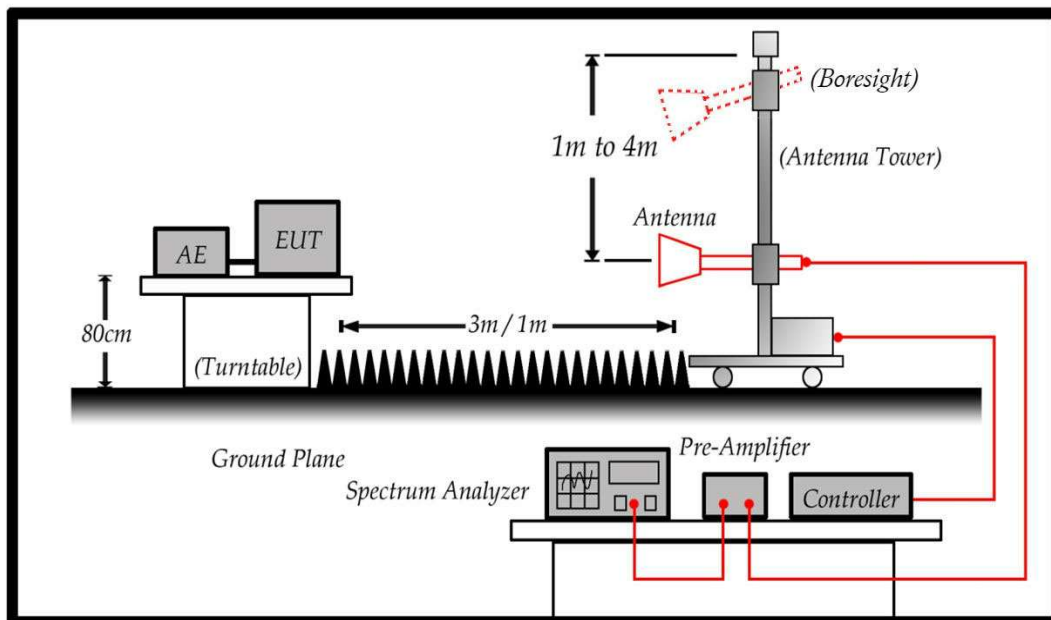 (Boresight)
1m to 4m
(Antenna Tower)
Antenna
EUT
AE
80cm
3m / 1m
(Turntable)
Ground Plane
Pre-Amplifier
Spectrum Analyzer
Controller